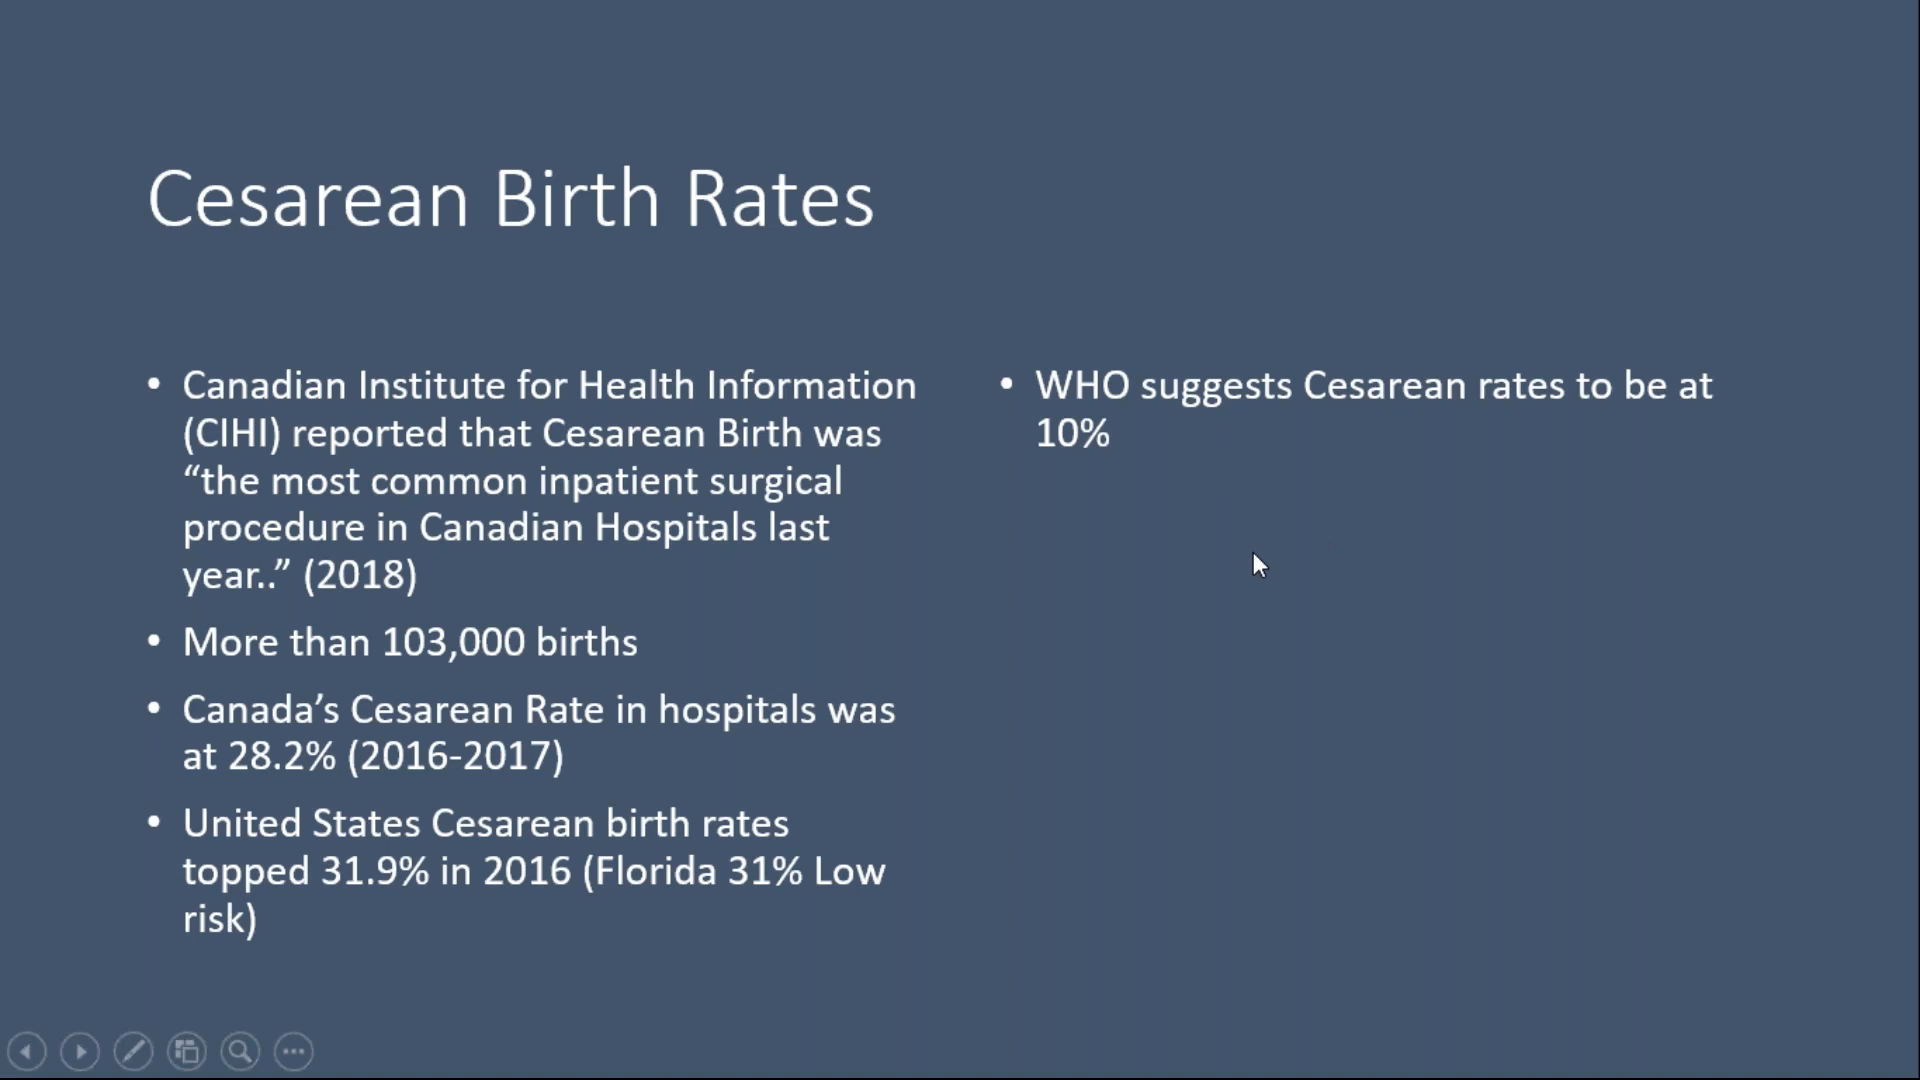 Cesarean Birth Rates
• Canadian Institute for Health Information
(CIHI) reported that Cesarean Birth was
“the most common inpatient surgical
procedure in Canadian Hospitals last
year..” (2018)
• More than 103,000 births
• Canada’s Cesarean Rate in hospitals was
at 28.2% (2016-2017)
• United States Cesarean birth rates
topped 31.9% in 2016 (Florida 31% Low
risk)
• WHO suggests Cesarean rates to be at
10%